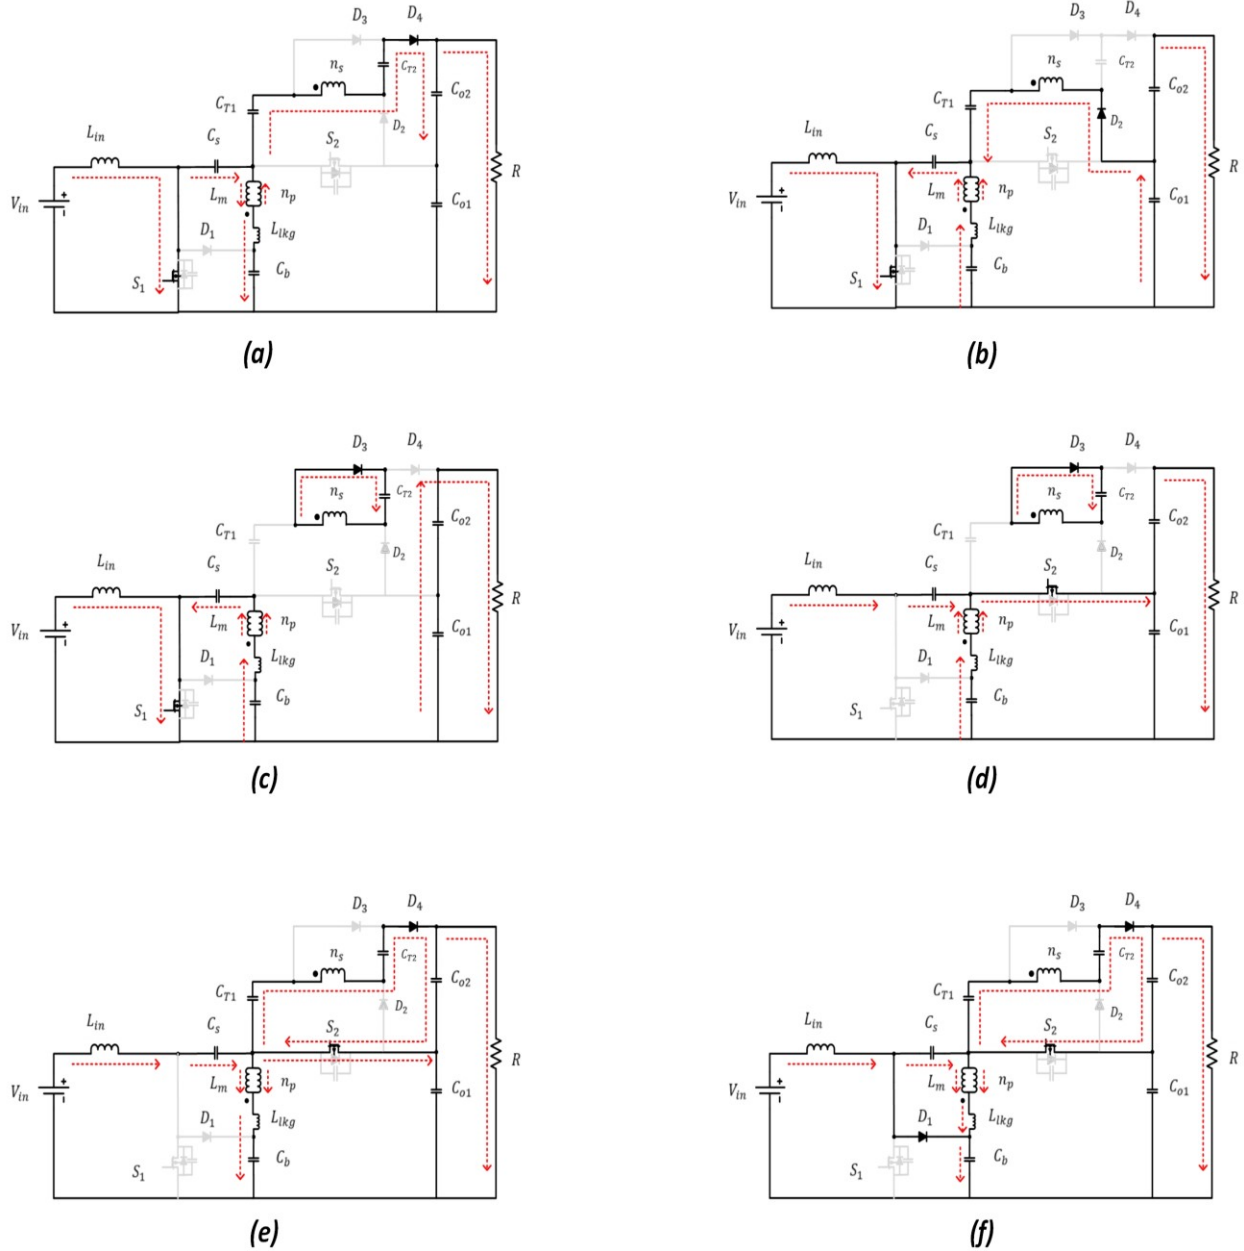 D3 D4
ns CT2
CT1 Co2
D2
Lin Cs S2
R
Vin + Lm np Co1
D1 Llkg
S1 Cb
(a)
D3 D4
ns CT2
CT1 Co2
D2
Lin Cs S2
R
Vin + Lm np Co1
D1 Llkg
S1 Cb
(b)
D3 D4
ns CT2
CT1 Co2
D2
Lin Cs S2
R
Vin + Lm np Co1
D1 Llkg
S1 Cb
(c)
D3 D4
ns CT2
CT1 Co2
D2
Lin Cs S2
R
Vin + Lm np Co1
D1 Llkg
S1 Cb
(d)
D3 D4
ns CT2
CT1 Co2
D2
Lin Cs S2
R
Vin + Lm np Co1
D1 Llkg
S1 Cb
(e)
D3 D4
ns CT2
CT1 Co2
D2
Lin Cs S2
R
Vin + Lm np Co1
D1 Llkg
S1 Cb
(f)